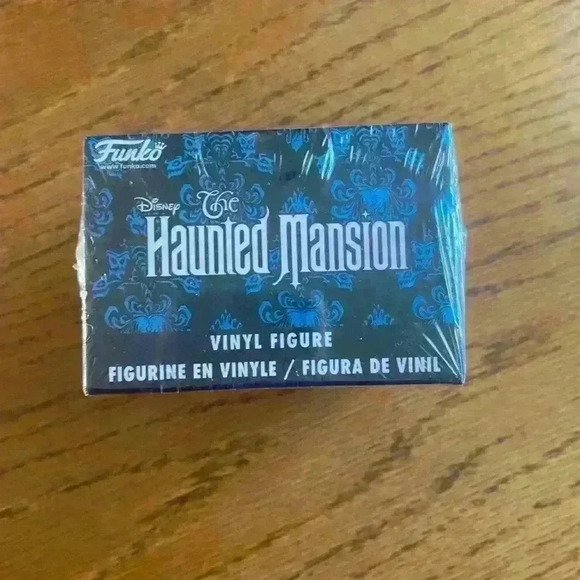 Funko
www.funko.com
Disney The
Haunted Mansion
VINYL FIGURE
FIGURINE EN VINYLE / FIGURA DE VINIL